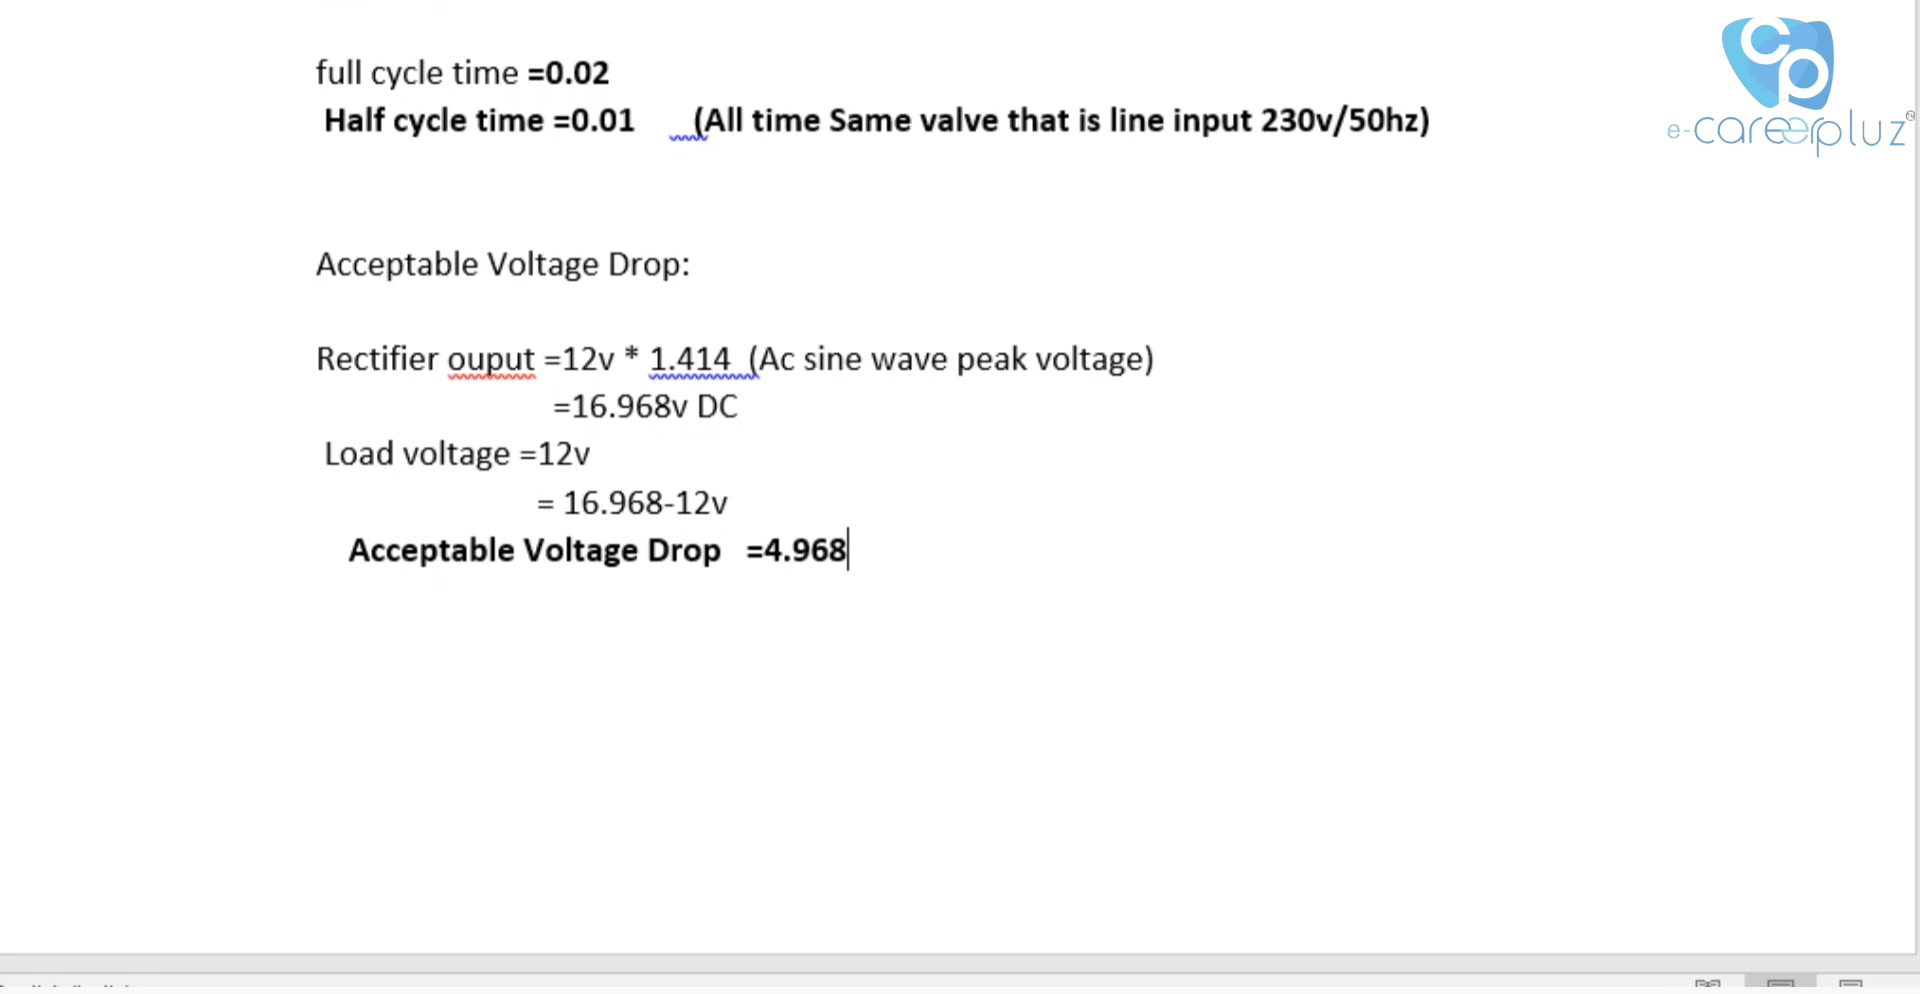 full cycle time =0.02
Half cycle time =0.01 (All time Same valve that is line input 230v/50hz)
Acceptable Voltage Drop:
Rectifier ouput =12v * 1.414 (Ac sine wave peak voltage)
=16.968v DC
Load voltage =12v
= 16.968-12v
Acceptable Voltage Drop =4.968
cp
e-careerpluz